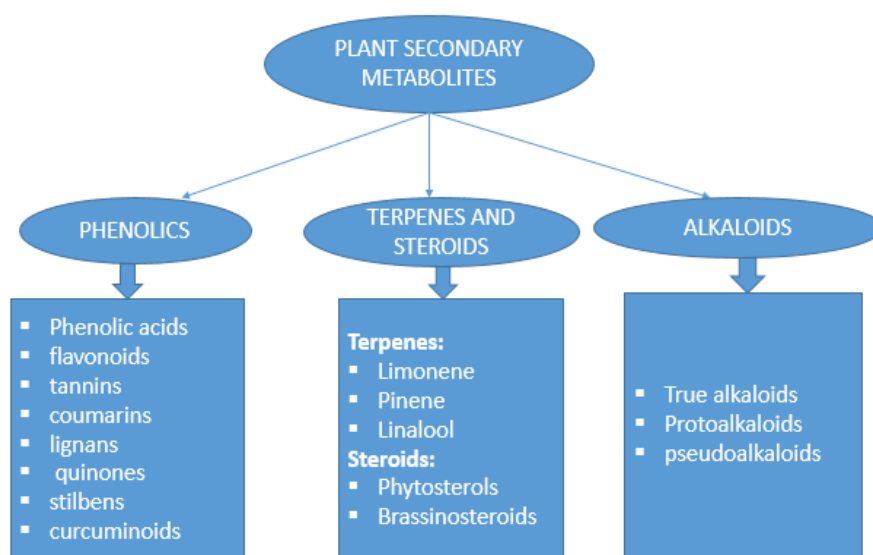 PLANT SECONDARY
METABOLITES
PHENOLICS
TERPENES AND
STEROIDS
ALKALOIDS
▪ Phenolic acids
▪ flavonoids
▪ tannins
▪ coumarins
▪ lignans
▪ quinones
▪ stilbens
▪ curcuminoids
Terpenes:
▪ Limonene
▪ Pinene
▪ Linalool
Steroids:
▪ Phytosterols
▪ Brassinosteroids
▪ True alkaloids
▪ Protoalkaloids
▪ pseudoalkaloids